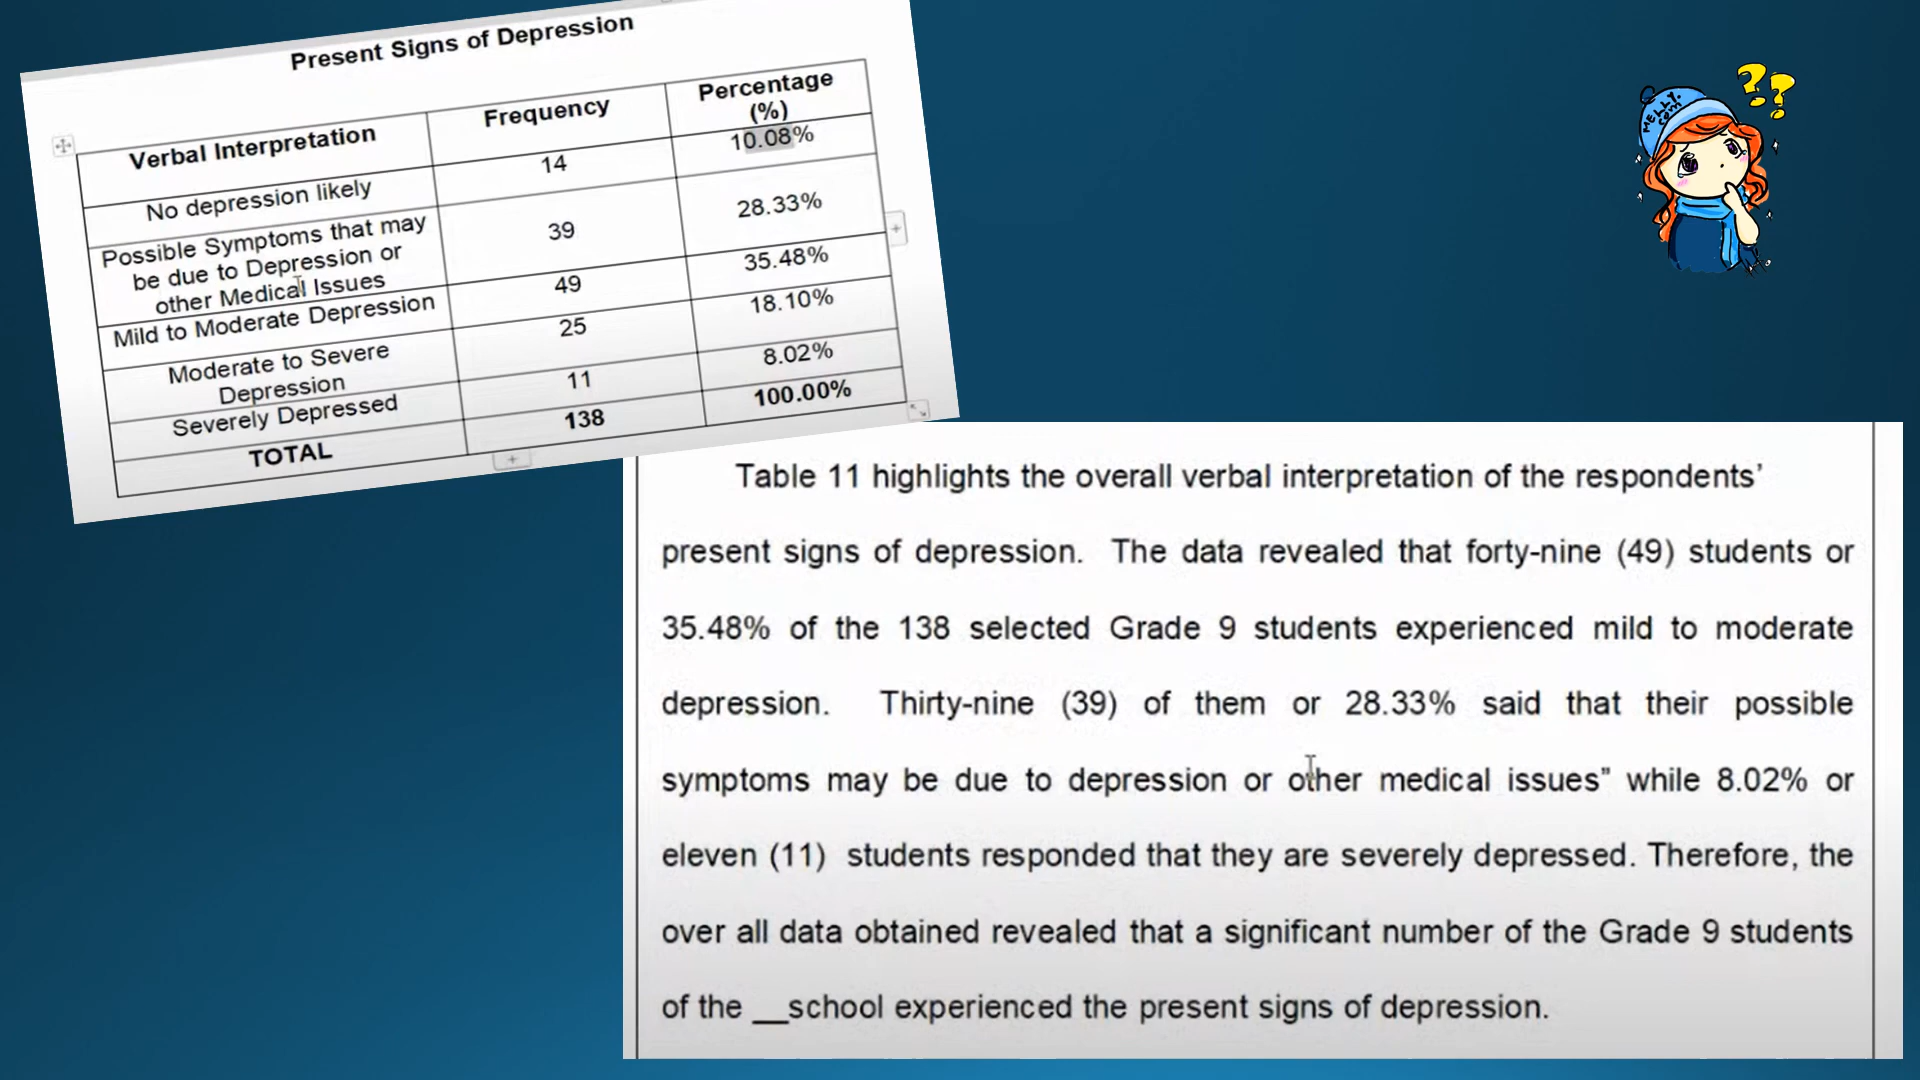 Present Signs of Depression
Verbal Interpretation Frequency Percentage (%)
No depression likely 14 10.08%
Possible Symptoms that may
be due to Depression or
other Medical Issues 39 28.33%
Mild to Moderate Depression 49 35.48%
Moderate to Severe
Depression 25 18.10%
Severely Depressed 11 8.02%
TOTAL 138 100.00%
??
MELLY.
COM
Table 11 highlights the overall verbal interpretation of the respondents’
present signs of depression. The data revealed that forty-nine (49) students or
35.48% of the 138 selected Grade 9 students experienced mild to moderate
depression. Thirty-nine (39) of them or 28.33% said that their possible
symptoms may be due to depression or other medical issues” while 8.02% or
eleven (11) students responded that they are severely depressed. Therefore, the
over all data obtained revealed that a significant number of the Grade 9 students
of the __school experienced the present signs of depression.